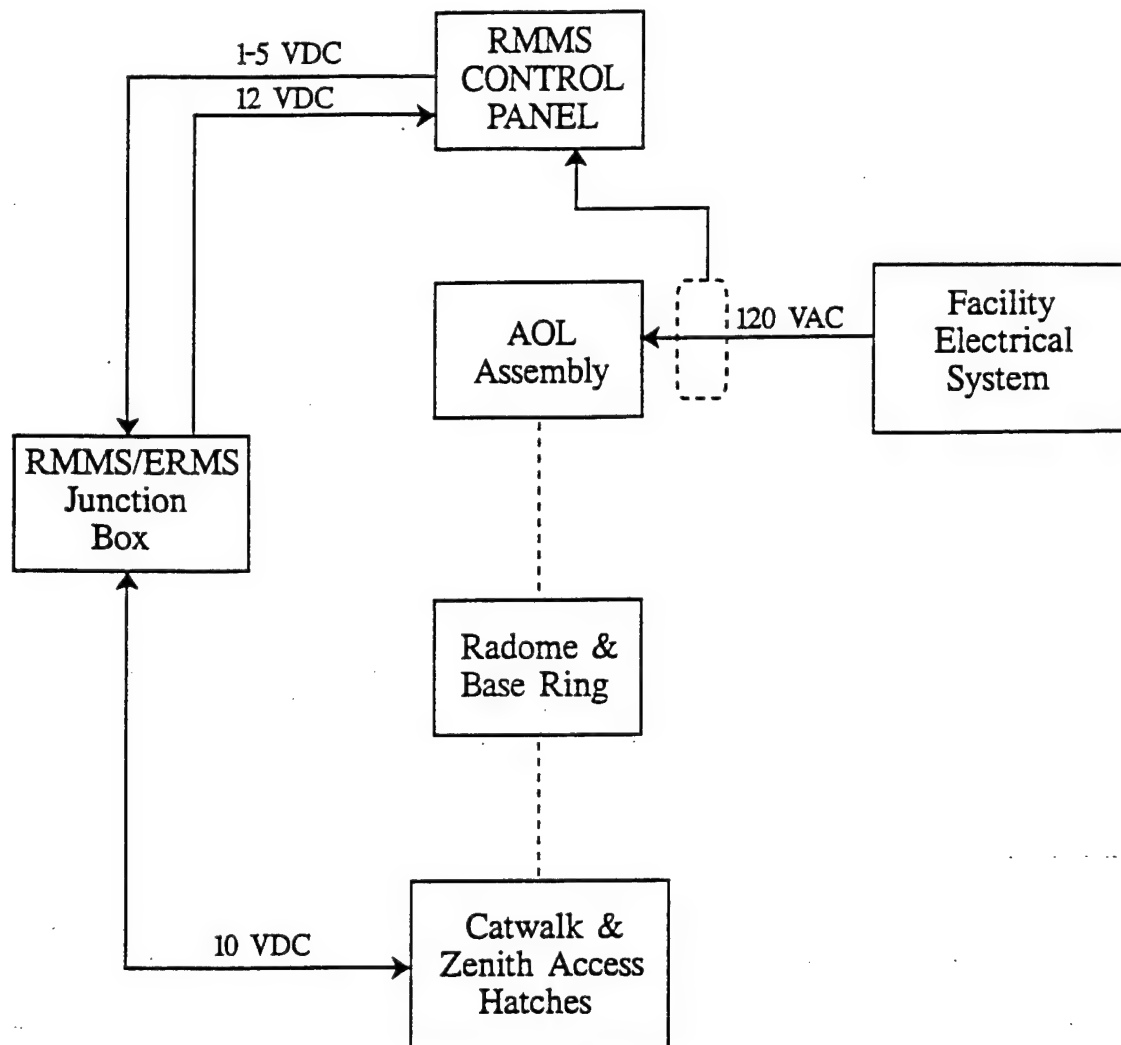 1-5 VDC
12 VDC
RMMS
CONTROL
PANEL
AOL
Assembly
120 VAC
Facility
Electrical
System
RMMS/ERMS
Junction
Box
Radome &
Base Ring
10 VDC
Catwalk &
Zenith Access
Hatches